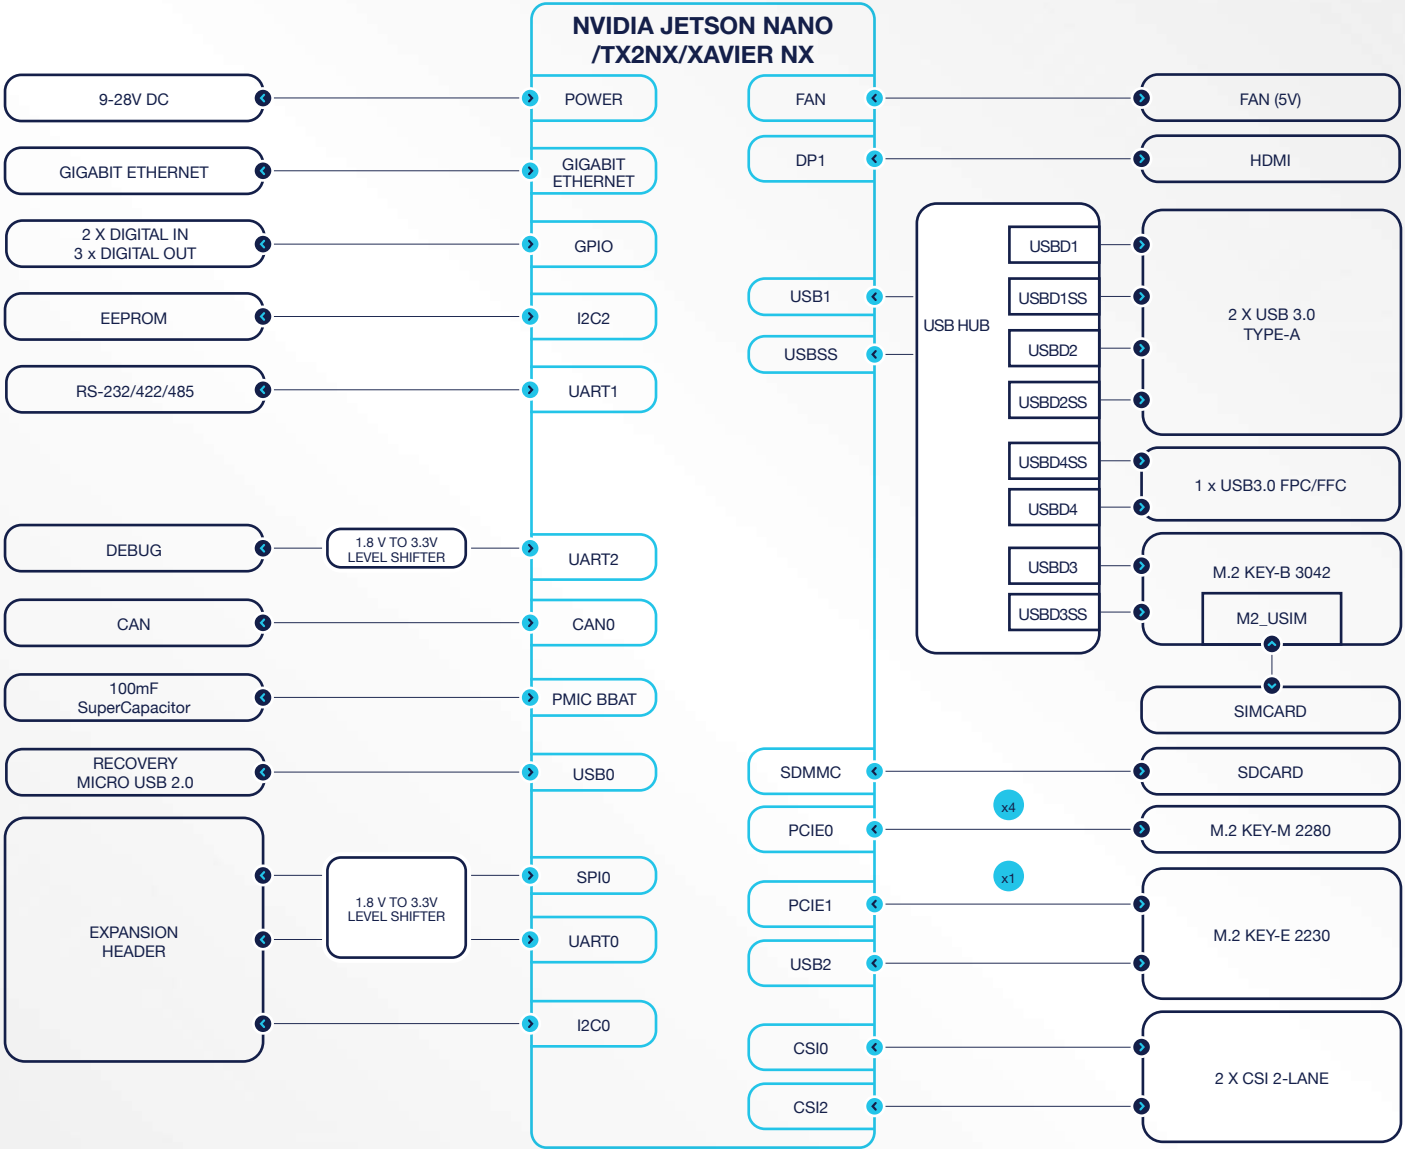 NVIDIA JETSON NANO
/TX2NX/XAVIER NX
9-28V DC
POWER
GIGABIT ETHERNET
GIGABIT
ETHERNET
2 X DIGITAL IN
3 x DIGITAL OUT
GPIO
EEPROM
I2C2
RS-232/422/485
UART1
DEBUG
1.8 V TO 3.3V
LEVEL SHIFTER
UART2
CAN
CAN0
100mF
SuperCapacitor
PMIC BBAT
RECOVERY
MICRO USB 2.0
USB0
EXPANSION
HEADER
1.8 V TO 3.3V
LEVEL SHIFTER
SPI0
UART0
I2C0
FAN
FAN (5V)
DP1
HDMI
USB1
USBSS
USB HUB
USBD1
USBD1SS
USBD2
USBD2SS
USBD4SS
USBD4
USBD3
USBD3SS
2 X USB 3.0
TYPE-A
1 x USB3.0 FPC/FFC
M.2 KEY-B 3042
M2_USIM
SIMCARD
SDMMC
SDCARD
PCIE0
x4
M.2 KEY-M 2280
PCIE1
x1
USB2
M.2 KEY-E 2230
CSI0
CSI2
2 X CSI 2-LANE